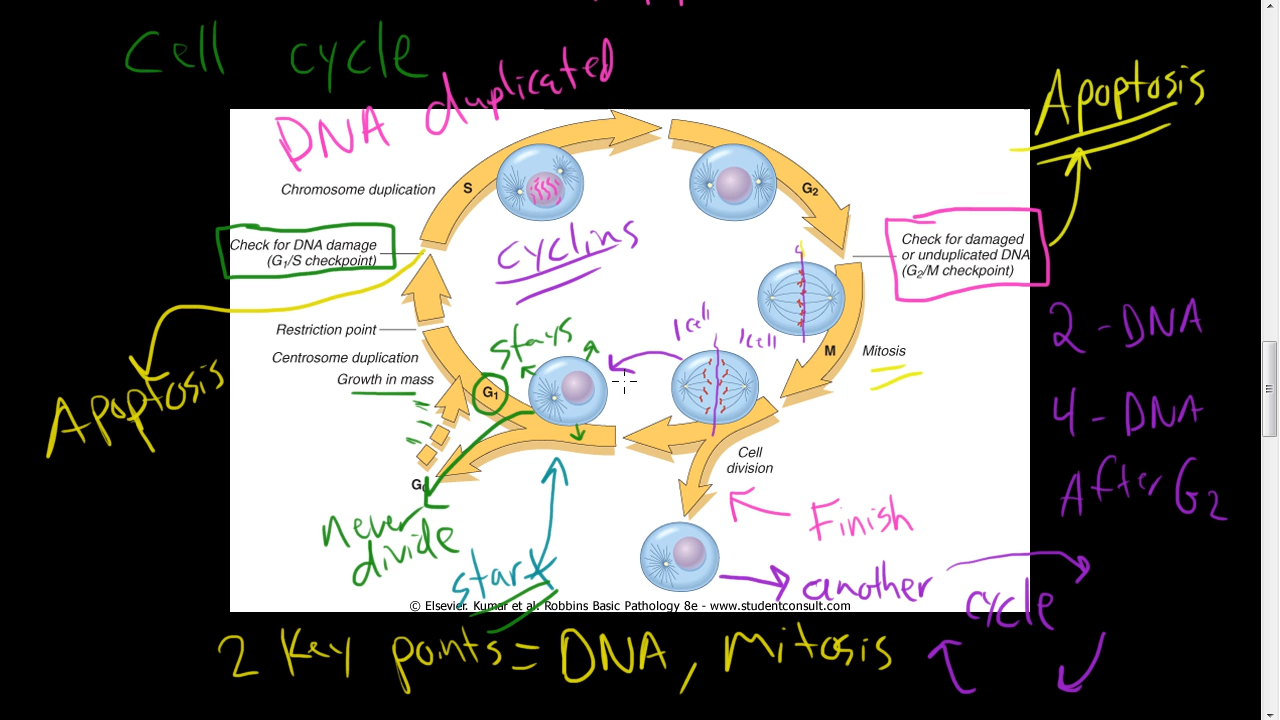 Cell cycle
DNA duplicated
Apoptosis
Chromosome duplication
S
G2
Check for DNA damage
(G1/S checkpoint)
cyclins
Check for damaged
or unduplicated DNA
(G2/M checkpoint)
Restriction point
Centrosome duplication
Growth in mass
stays
1 cell
1 cell
M
Mitosis
2 - DNA
4 - DNA
After G2
Apoptosis
G1
Cell
division
G0
never
divide
start
Finish
another
cycle
© Elsevier. Kumar et al: Robbins Basic Pathology 8e - www.studentconsult.com
2 Key points = DNA, Mitosis